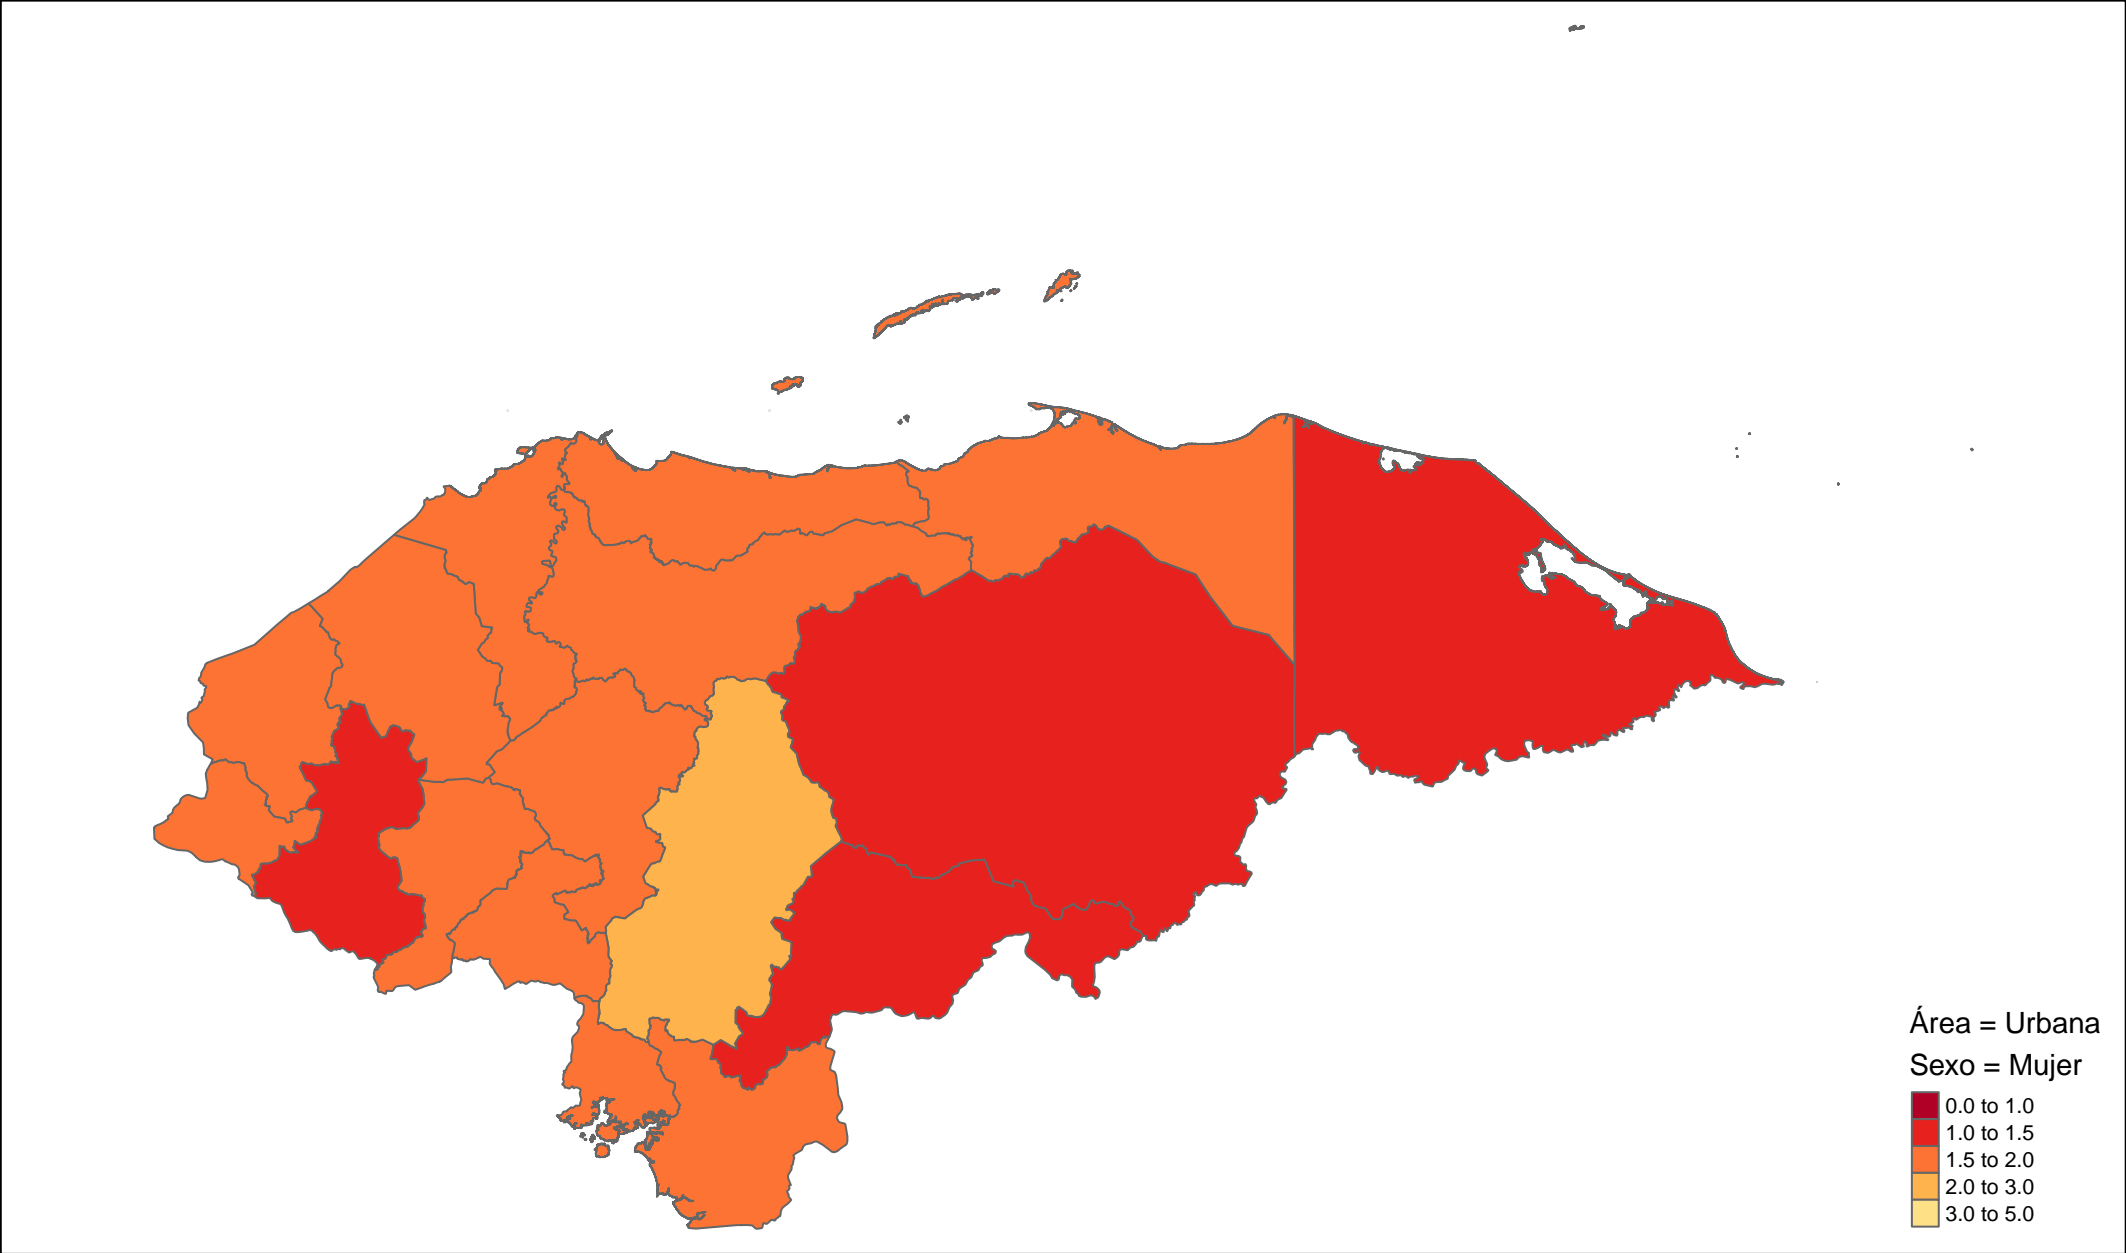 Área = Urbana
Sexo = Mujer
0.0 to 1.0
1.0 to 1.5
1.5 to 2.0
2.0 to 3.0
3.0 to 5.0